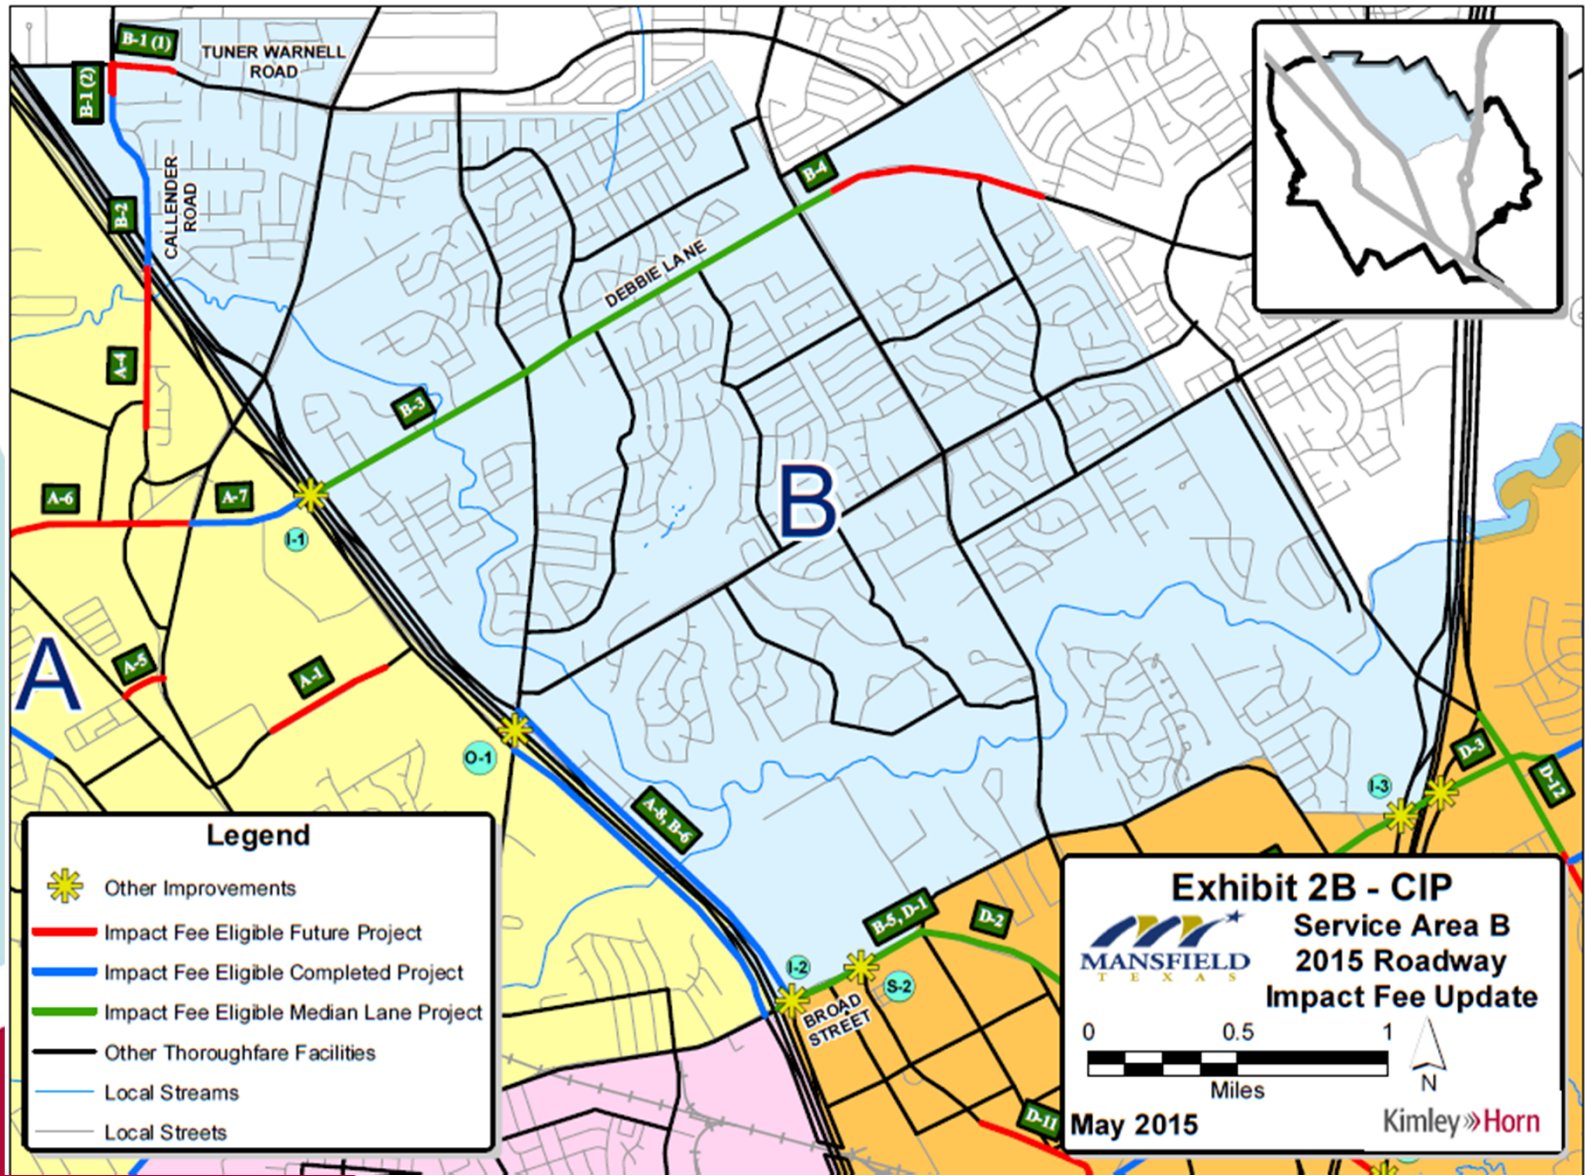 B-1 (1)
TUNER WARNELL
ROAD
B-1 (2)
B-2
CALLENDER
ROAD
B-4
DEBBIE LANE
A-4
B-3
A-6
A-7
I-1
B
A
A-5
A-1
O-1
A-8, B-6
I-3
D-3
D-12
B-5, D-1
D-2
I-2
S-2
BROAD
STREET
D-11
Legend
Other Improvements
Impact Fee Eligible Future Project
Impact Fee Eligible Completed Project
Impact Fee Eligible Median Lane Project
Other Thoroughfare Facilities
Local Streams
Local Streets
Exhibit 2B - CIP
MANSFIELD
TEXAS
Service Area B
2015 Roadway
Impact Fee Update
0 0.5 1
Miles
N
May 2015
Kimley»Horn